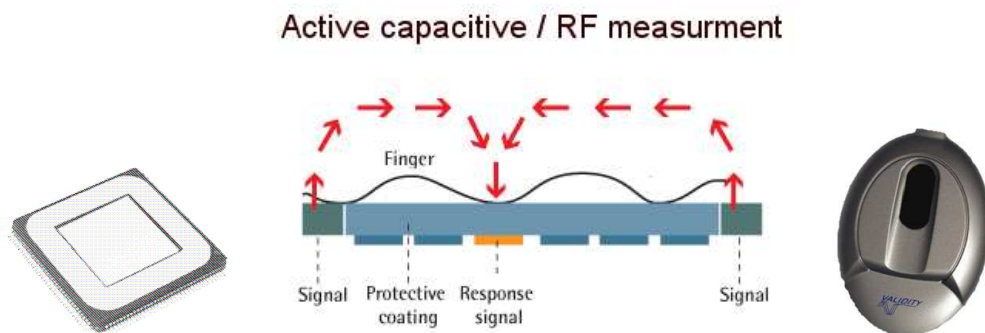 Active capacitive / RF measurment
Finger
Signal
Protective
coating
Response
signal
Signal
VALIDITY